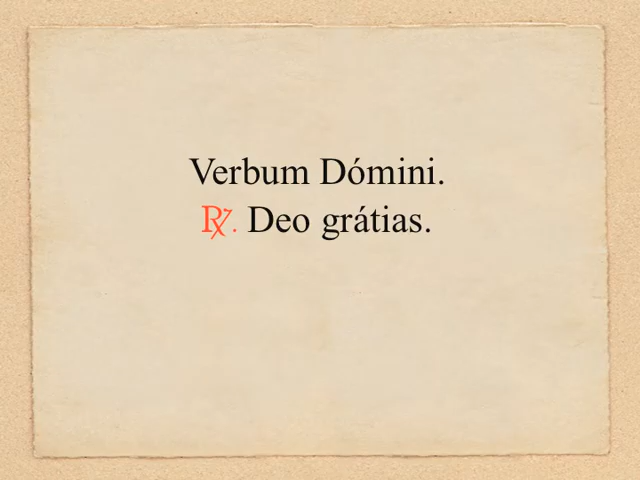 Verbum Dómini.
℟. Deo grátias.